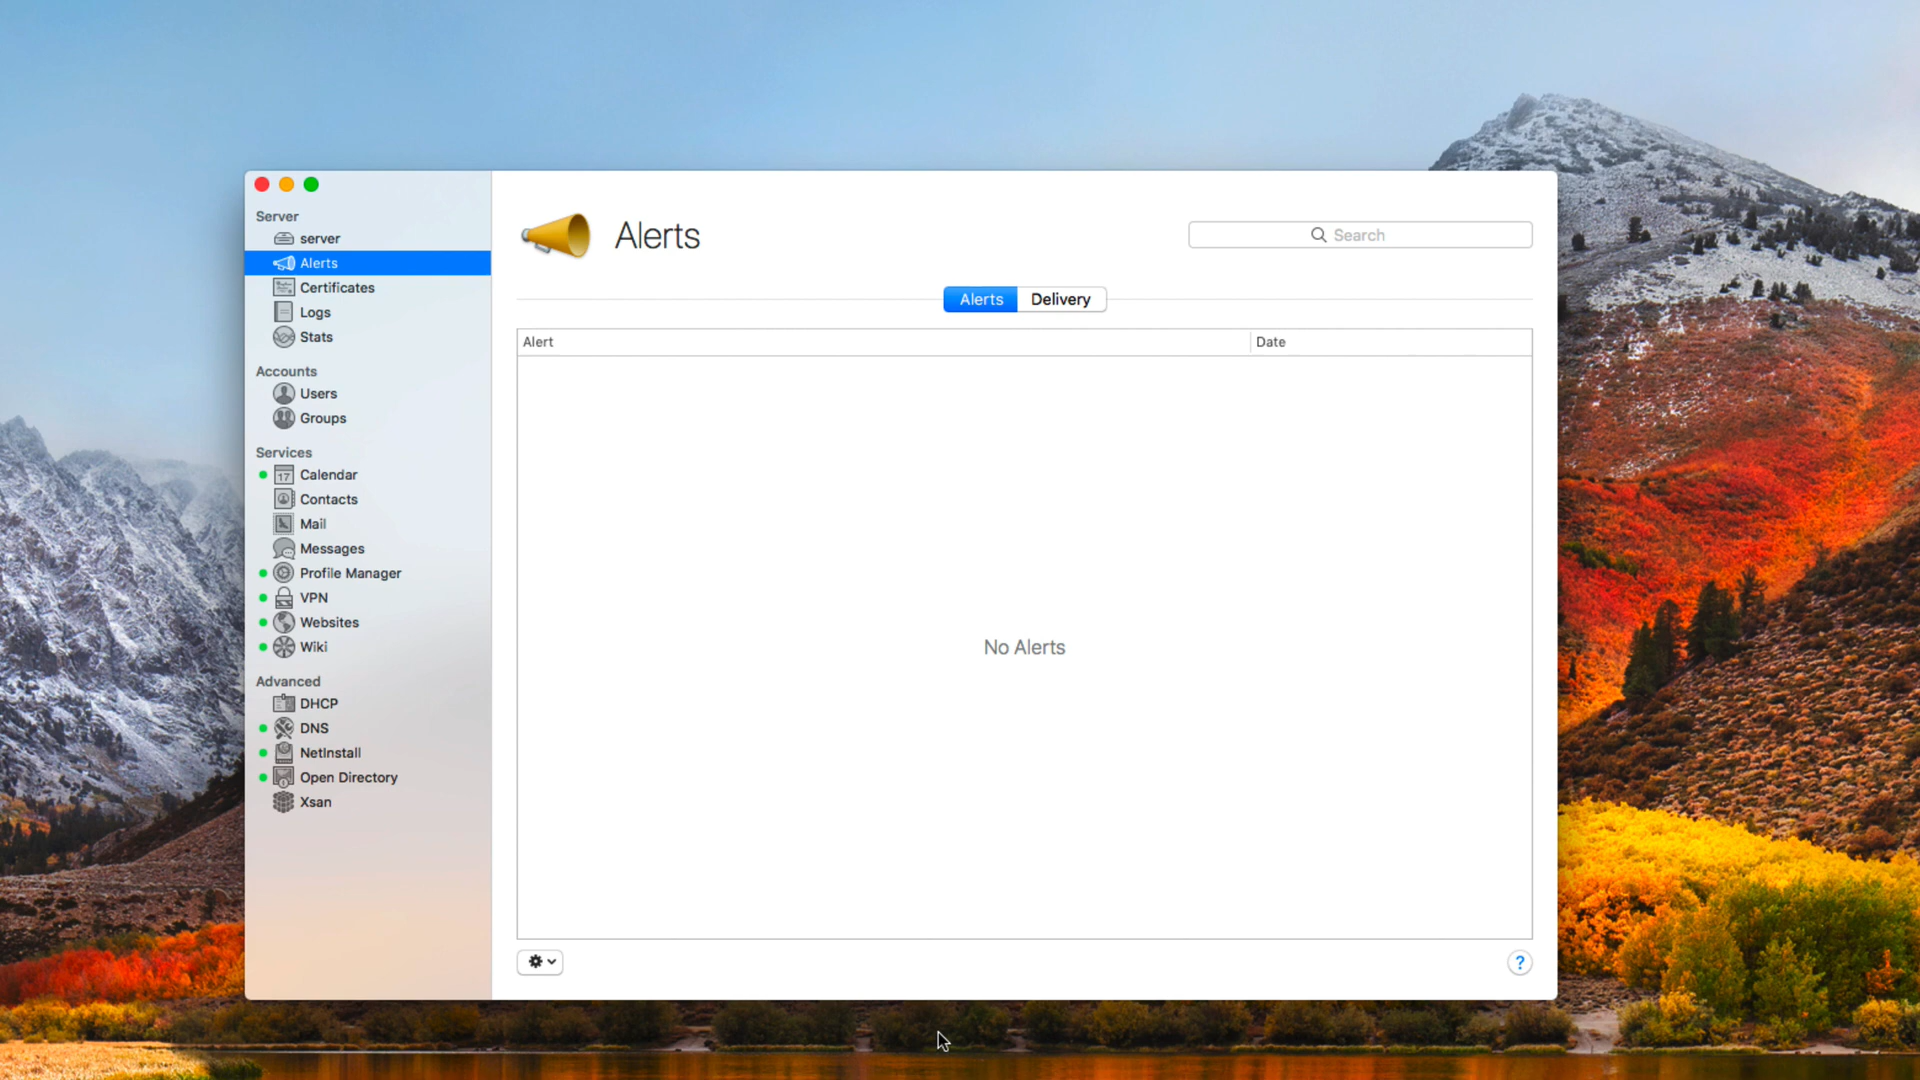 Server
server
Alerts
Certificates
Logs
Stats
Accounts
Users
Groups
Services
17 Calendar
Contacts
Mail
Messages
Profile Manager
VPN
Websites
Wiki
Advanced
DHCP
DNS
NetInstall
Open Directory
Xsan
Alerts
Search
Alerts Delivery
Alert Date
No Alerts
?